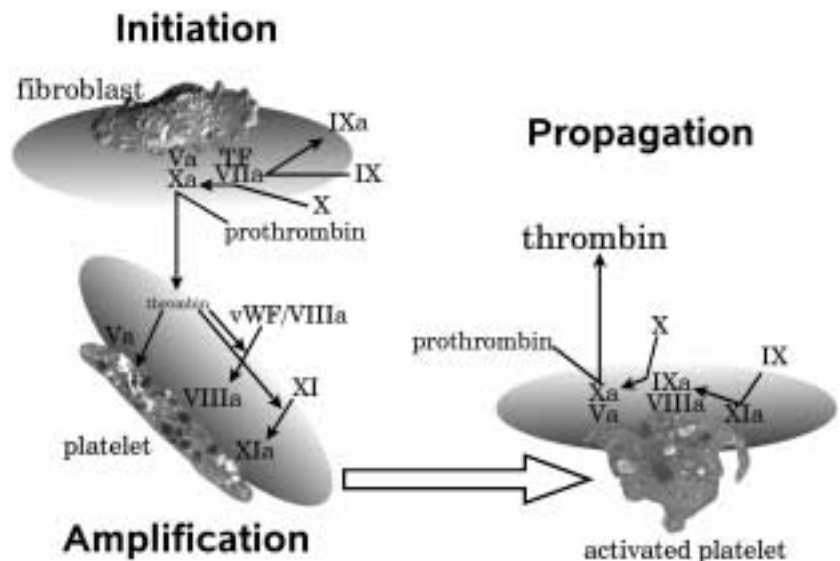 Initiation
fibroblast
IXa
Va TF
Xa VIIa
IX
X
prothrombin
thrombin
vWF/VIIIa
Va
VIIIa
XI
XIa
platelet
Amplification
Propagation
thrombin
X
prothrombin
IX
Xa IXa
Va VIIIa XIa
activated platelet